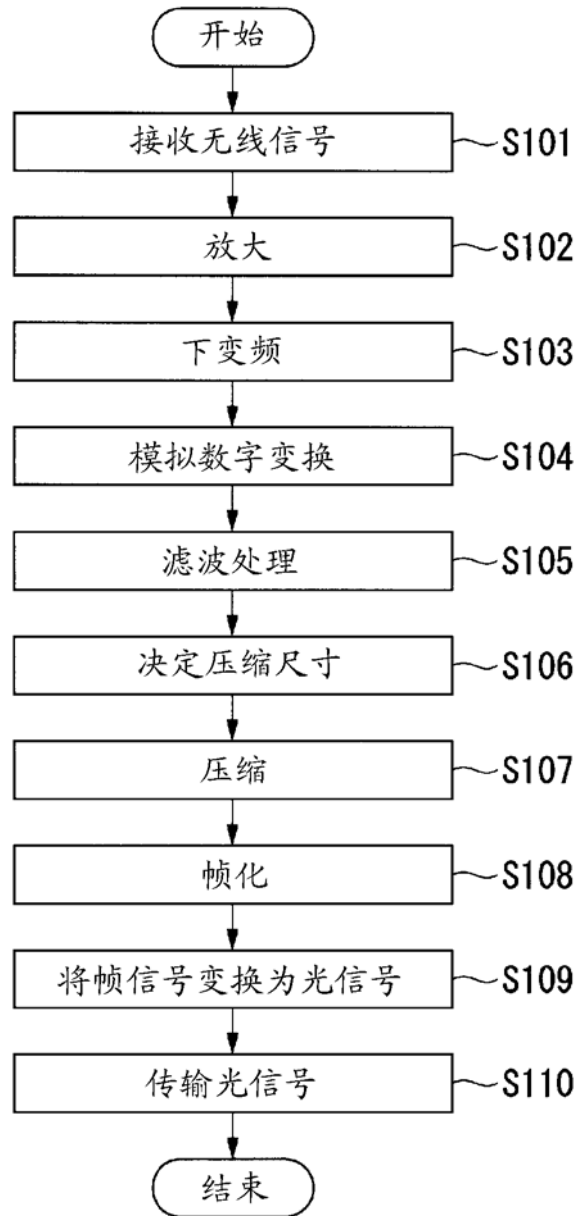 开始
接收无线信号 S101
放大 S102
下变频 S103
模拟数字变换 S104
滤波处理 S105
决定压缩尺寸 S106
压缩 S107
帧化 S108
将帧信号变换为光信号 S109
传输光信号 S110
结束